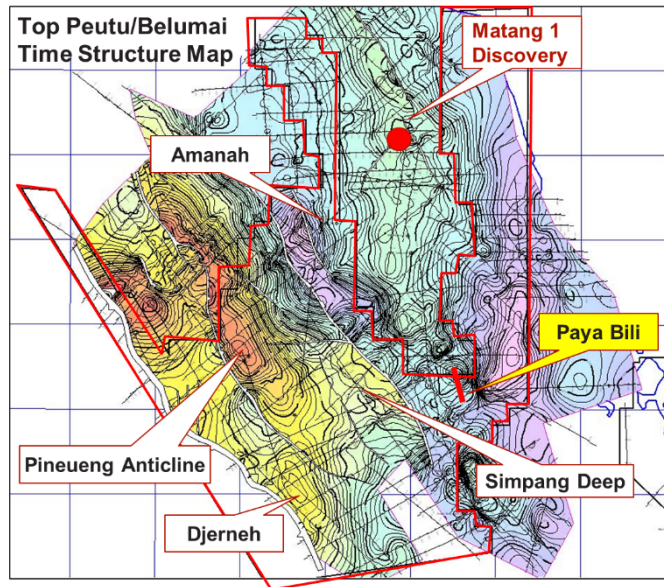 Top Peutu/Belumai
Time Structure Map
Matang 1
Discovery
Amanah
Paya Bili
Pineueng Anticline
Simpang Deep
Djerneh